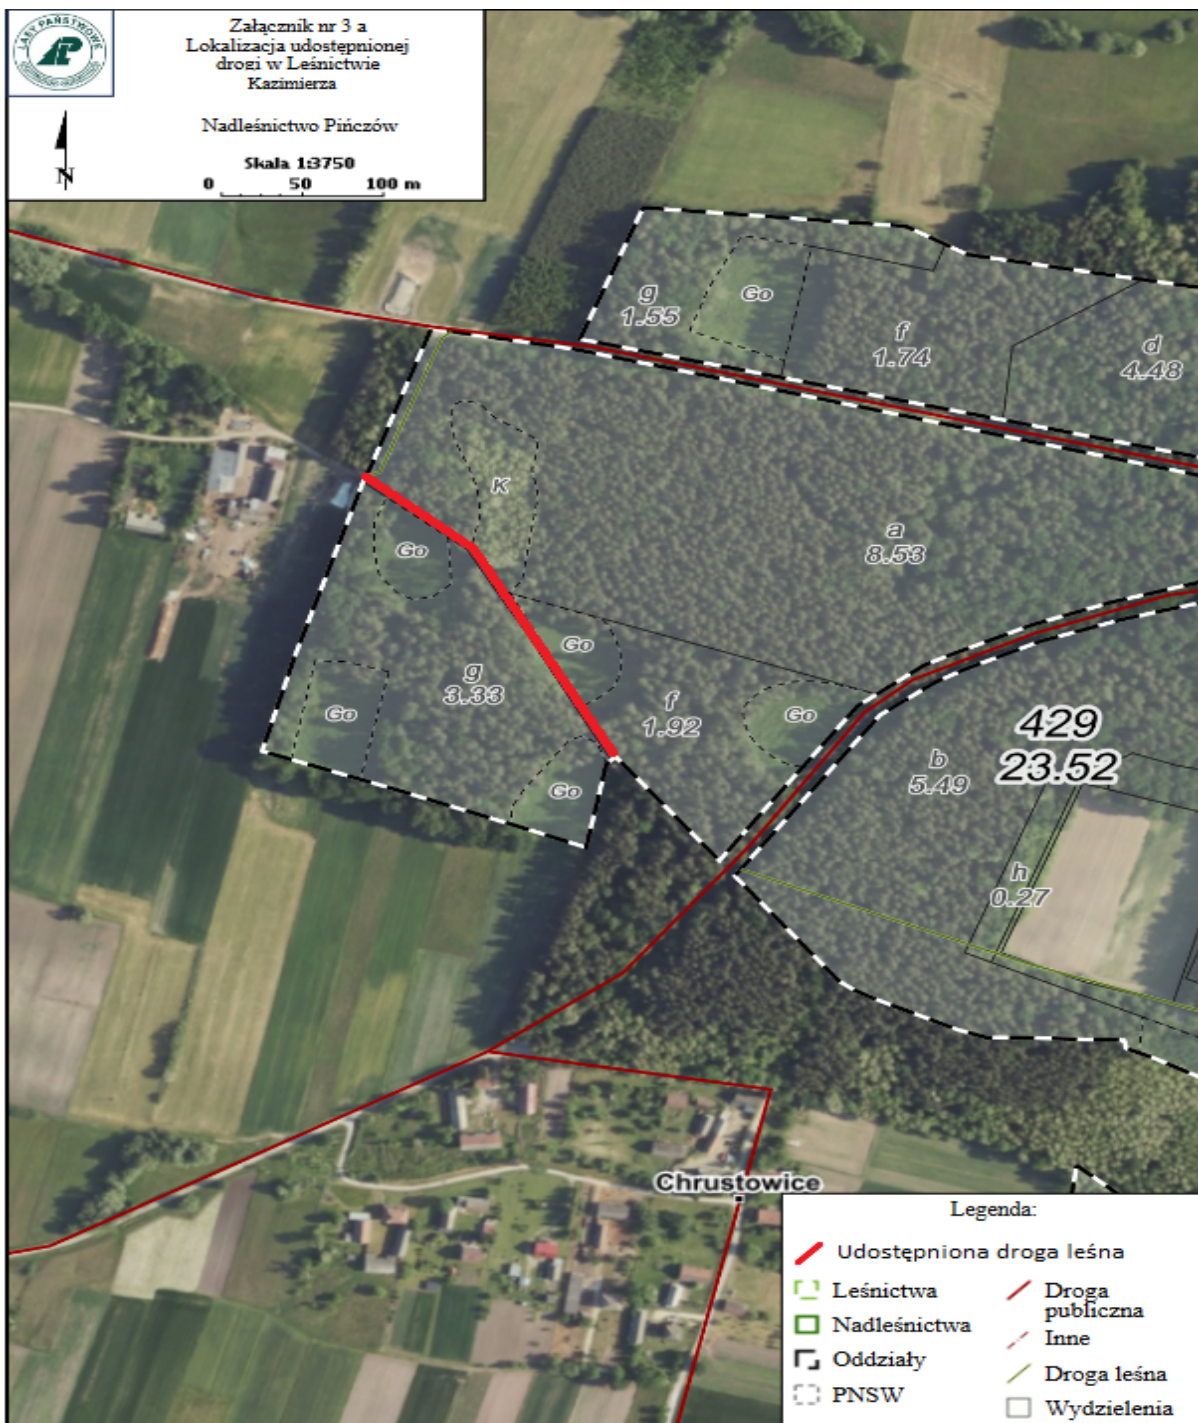 LASY PAŃSTWOWE
Załącznik nr 3 a
Lokalizacja udostępnionej
drogi w Leśnictwie
Kazimierza
Nadleśnictwo Pińczów
Skala 1:3750
0 50 100 m
N
g
1.55
Go
f
1.74
d
4.48
K
a
8.53
Go
Go
g
3.33
f
1.92
Go
Go
429
23.52
b
5.49
Go
h
0.27
Chrustowice
Legenda:
Udostępniona droga leśna
Leśnictwa
Nadleśnictwa
Oddziały
PNSW
Droga
publiczna
Inne
Droga leśna
Wydzielenia